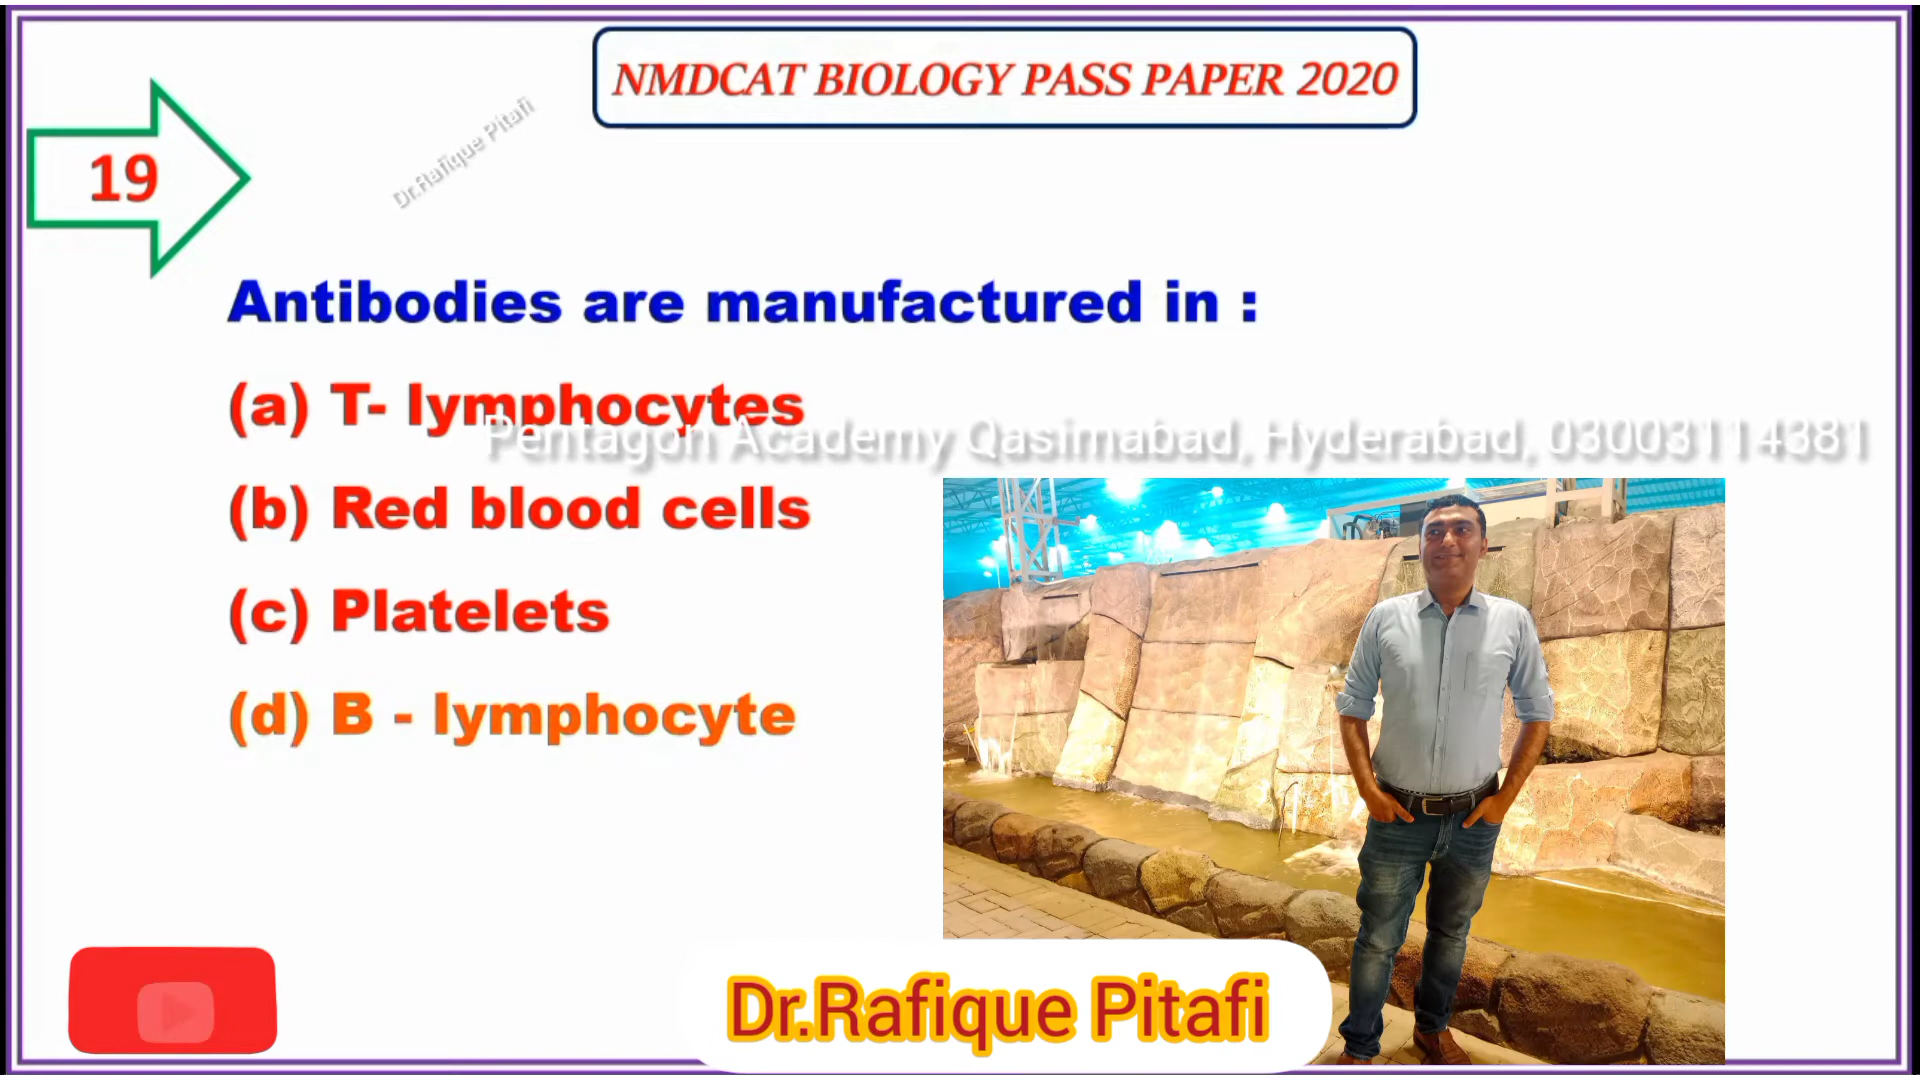 NMDCAT BIOLOGY PASS PAPER 2020
19
Dr.Rafique Pitafi
Antibodies are manufactured in :
(a) T- lymphocytes
Pentagon Academy Qasimabad, Hyderabad, 03003114381
(b) Red blood cells
(c) Platelets
(d) B - lymphocyte
Dr.Rafique Pitafi